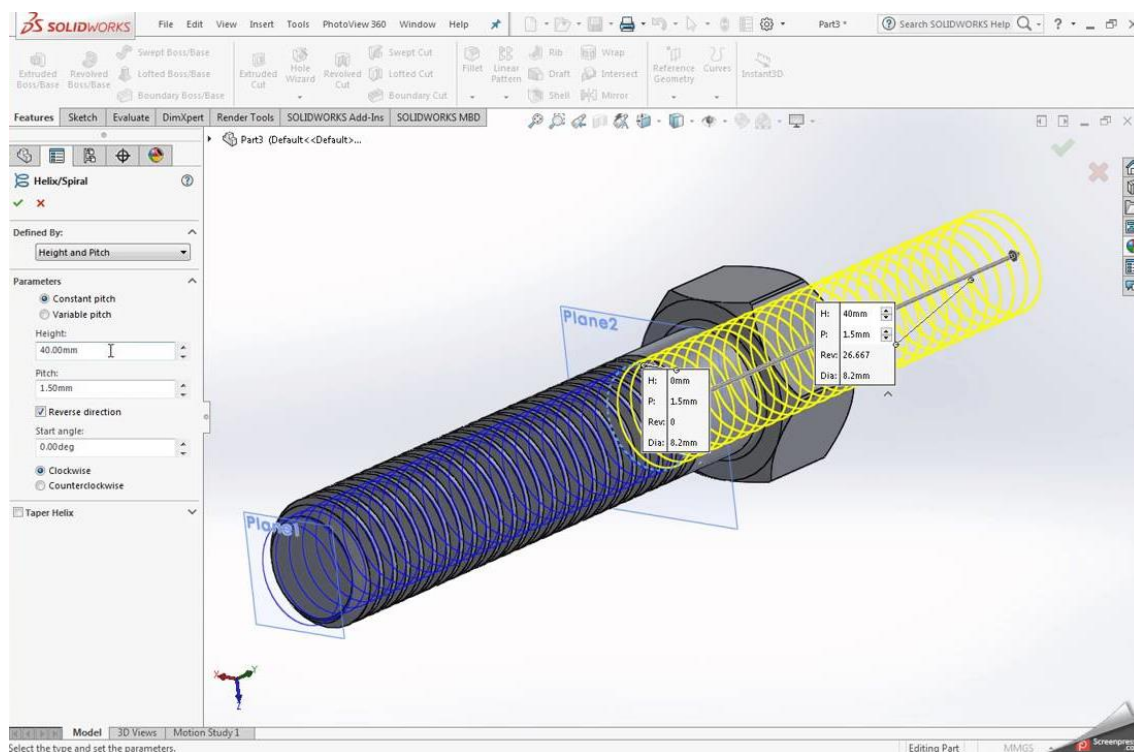 SOLIDWORKS File Edit View Insert Tools PhotoView 360 Window Help Part3 * Search SOLIDWORKS Help
Extruded Boss/Base
Revolved Boss/Base
Swept Boss/Base
Lofted Boss/Base
Boundary Boss/Base
Extruded Cut
Hole Wizard
Revolved Cut
Swept Cut
Lofted Cut
Boundary Cut
Fillet
Linear Pattern
Rib
Draft
Shell
Wrap
Intersect
Mirror
Reference Geometry
Curves
Instant3D
Features Sketch Evaluate DimXpert Render Tools SOLIDWORKS Add-Ins SOLIDWORKS MBD
Part3 (Default<<Default>...
Helix/Spiral
Defined By:
Height and Pitch
Parameters
Constant pitch
Variable pitch
Height:
40.00mm
Pitch:
1.50mm
Reverse direction
Start angle:
0.00deg
Clockwise
Counterclockwise
Taper Helix
Plane2
H: 40mm
P: 1.5mm
Rev: 26.667
Dia: 8.2mm
H: 0mm
P: 1.5mm
Rev: 0
Dia: 8.2mm
Plane1
X Y
Z
Model 3D Views Motion Study 1
Select the type and set the parameters. Editing Part MMGS